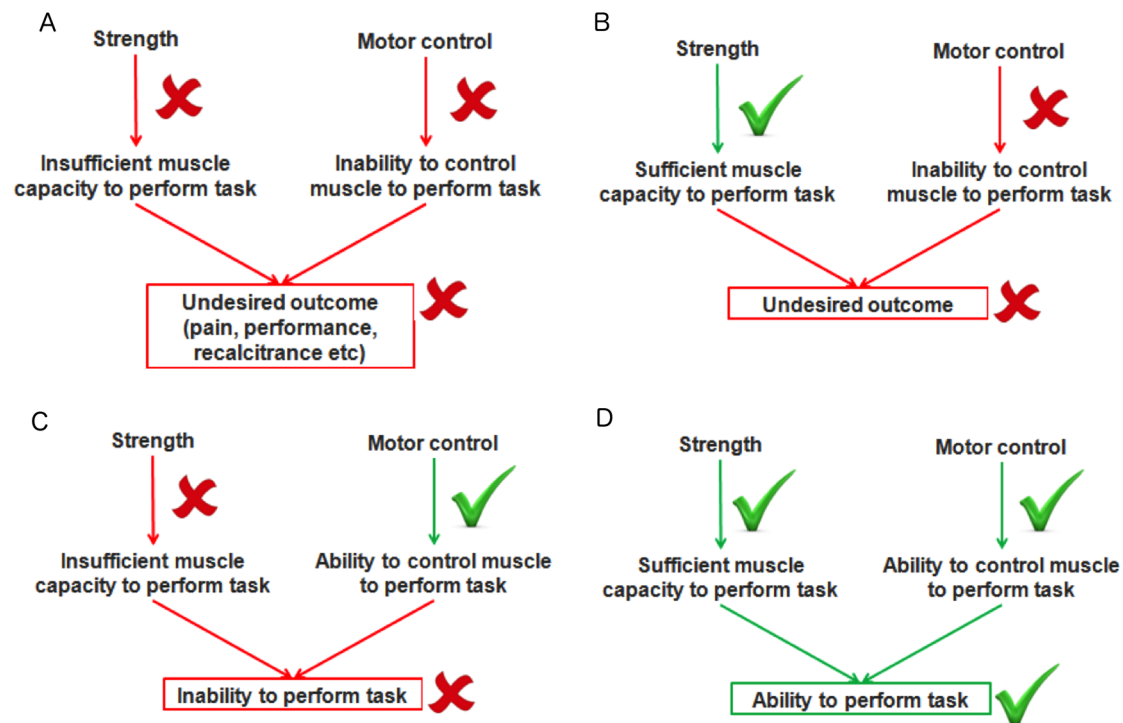 A
Strength
Motor control
Insufficient muscle
capacity to perform task
Inability to control
muscle to perform task
Undesired outcome
(pain, performance,
recalcitrance etc)
B
Strength
Motor control
Sufficient muscle
capacity to perform task
Inability to control
muscle to perform task
Undesired outcome
C
Strength
Motor control
Insufficient muscle
capacity to perform task
Ability to control muscle
to perform task
Inability to perform task
D
Strength
Motor control
Sufficient muscle
capacity to perform task
Ability to control muscle
to perform task
Ability to perform task